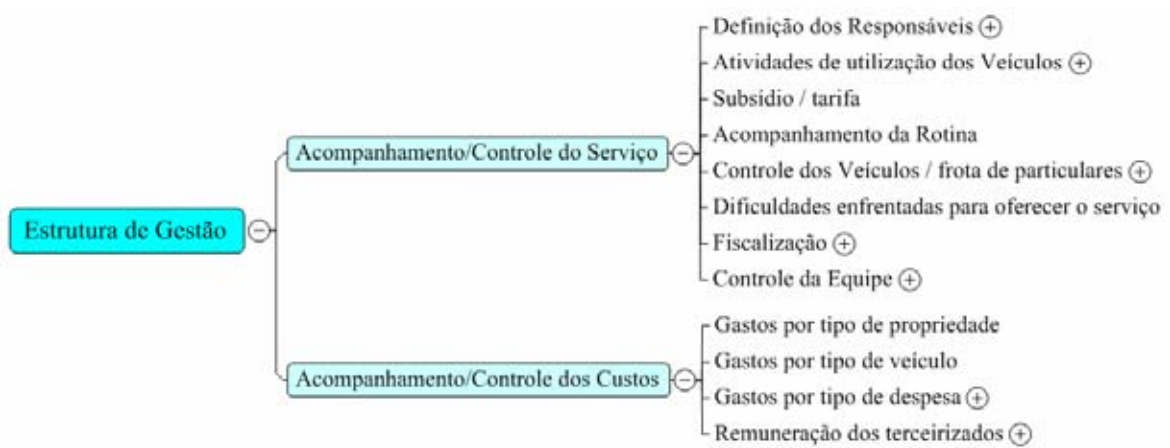 Estrutura de Gestão
Acompanhamento/Controle do Serviço
Definição dos Responsáveis
Atividades de utilização dos Veículos
Subsídio / tarifa
Acompanhamento da Rotina
Controle dos Veículos / frota de particulares
Dificuldades enfrentadas para oferecer o serviço
Fiscalização
Controle da Equipe
Acompanhamento/Controle dos Custos
Gastos por tipo de propriedade
Gastos por tipo de veículo
Gastos por tipo de despesa
Remuneração dos terceirizados